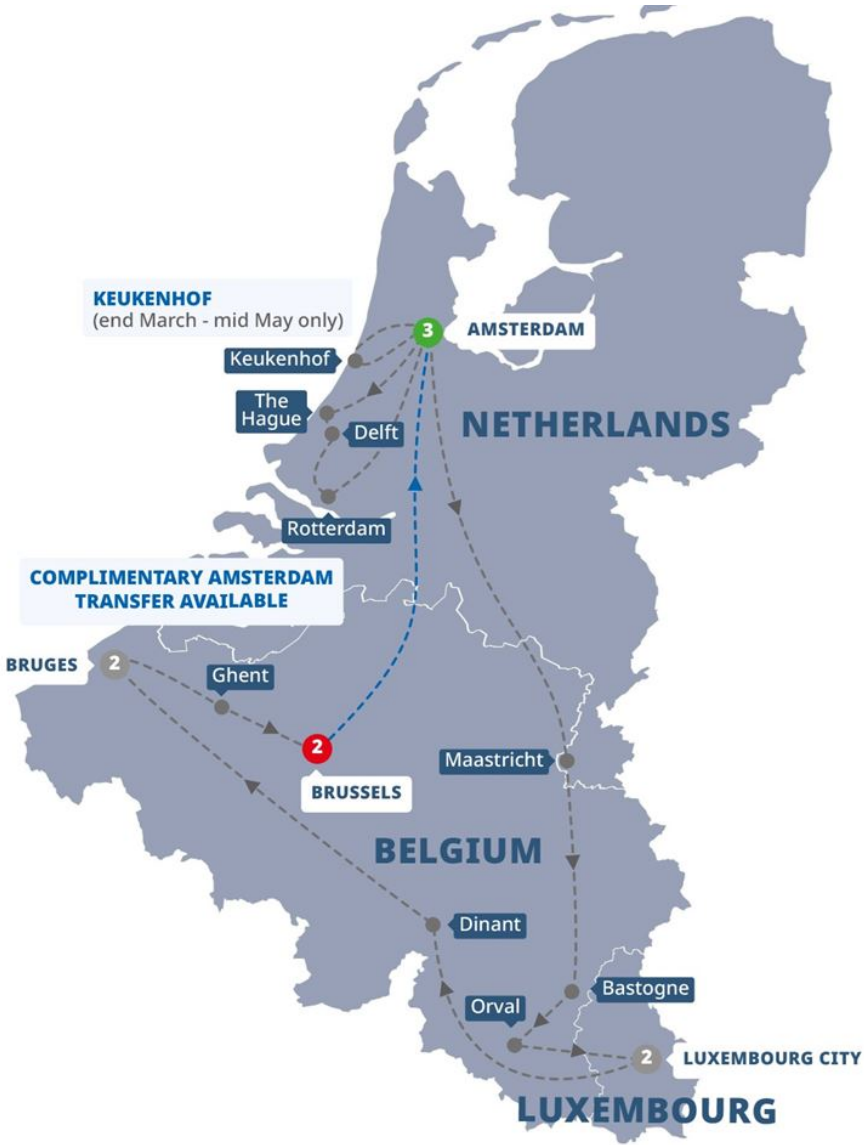 KEUKENHOF
(end March - mid May only)
3
AMSTERDAM
Keukenhof
The
Hague
Delft
NETHERLANDS
Rotterdam
COMPLIMENTARY AMSTERDAM
TRANSFER AVAILABLE
BRUGES
2
Ghent
2
BRUSSELS
Maastricht
BELGIUM
Dinant
Bastogne
Orval
2
LUXEMBOURG CITY
LUXEMBOURG